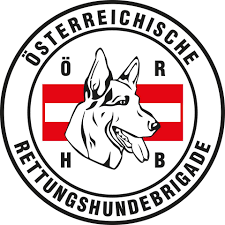 ÖSTERREICHISCHE
Ö R
H B
RETTUNGSHUNDEBRIGADE